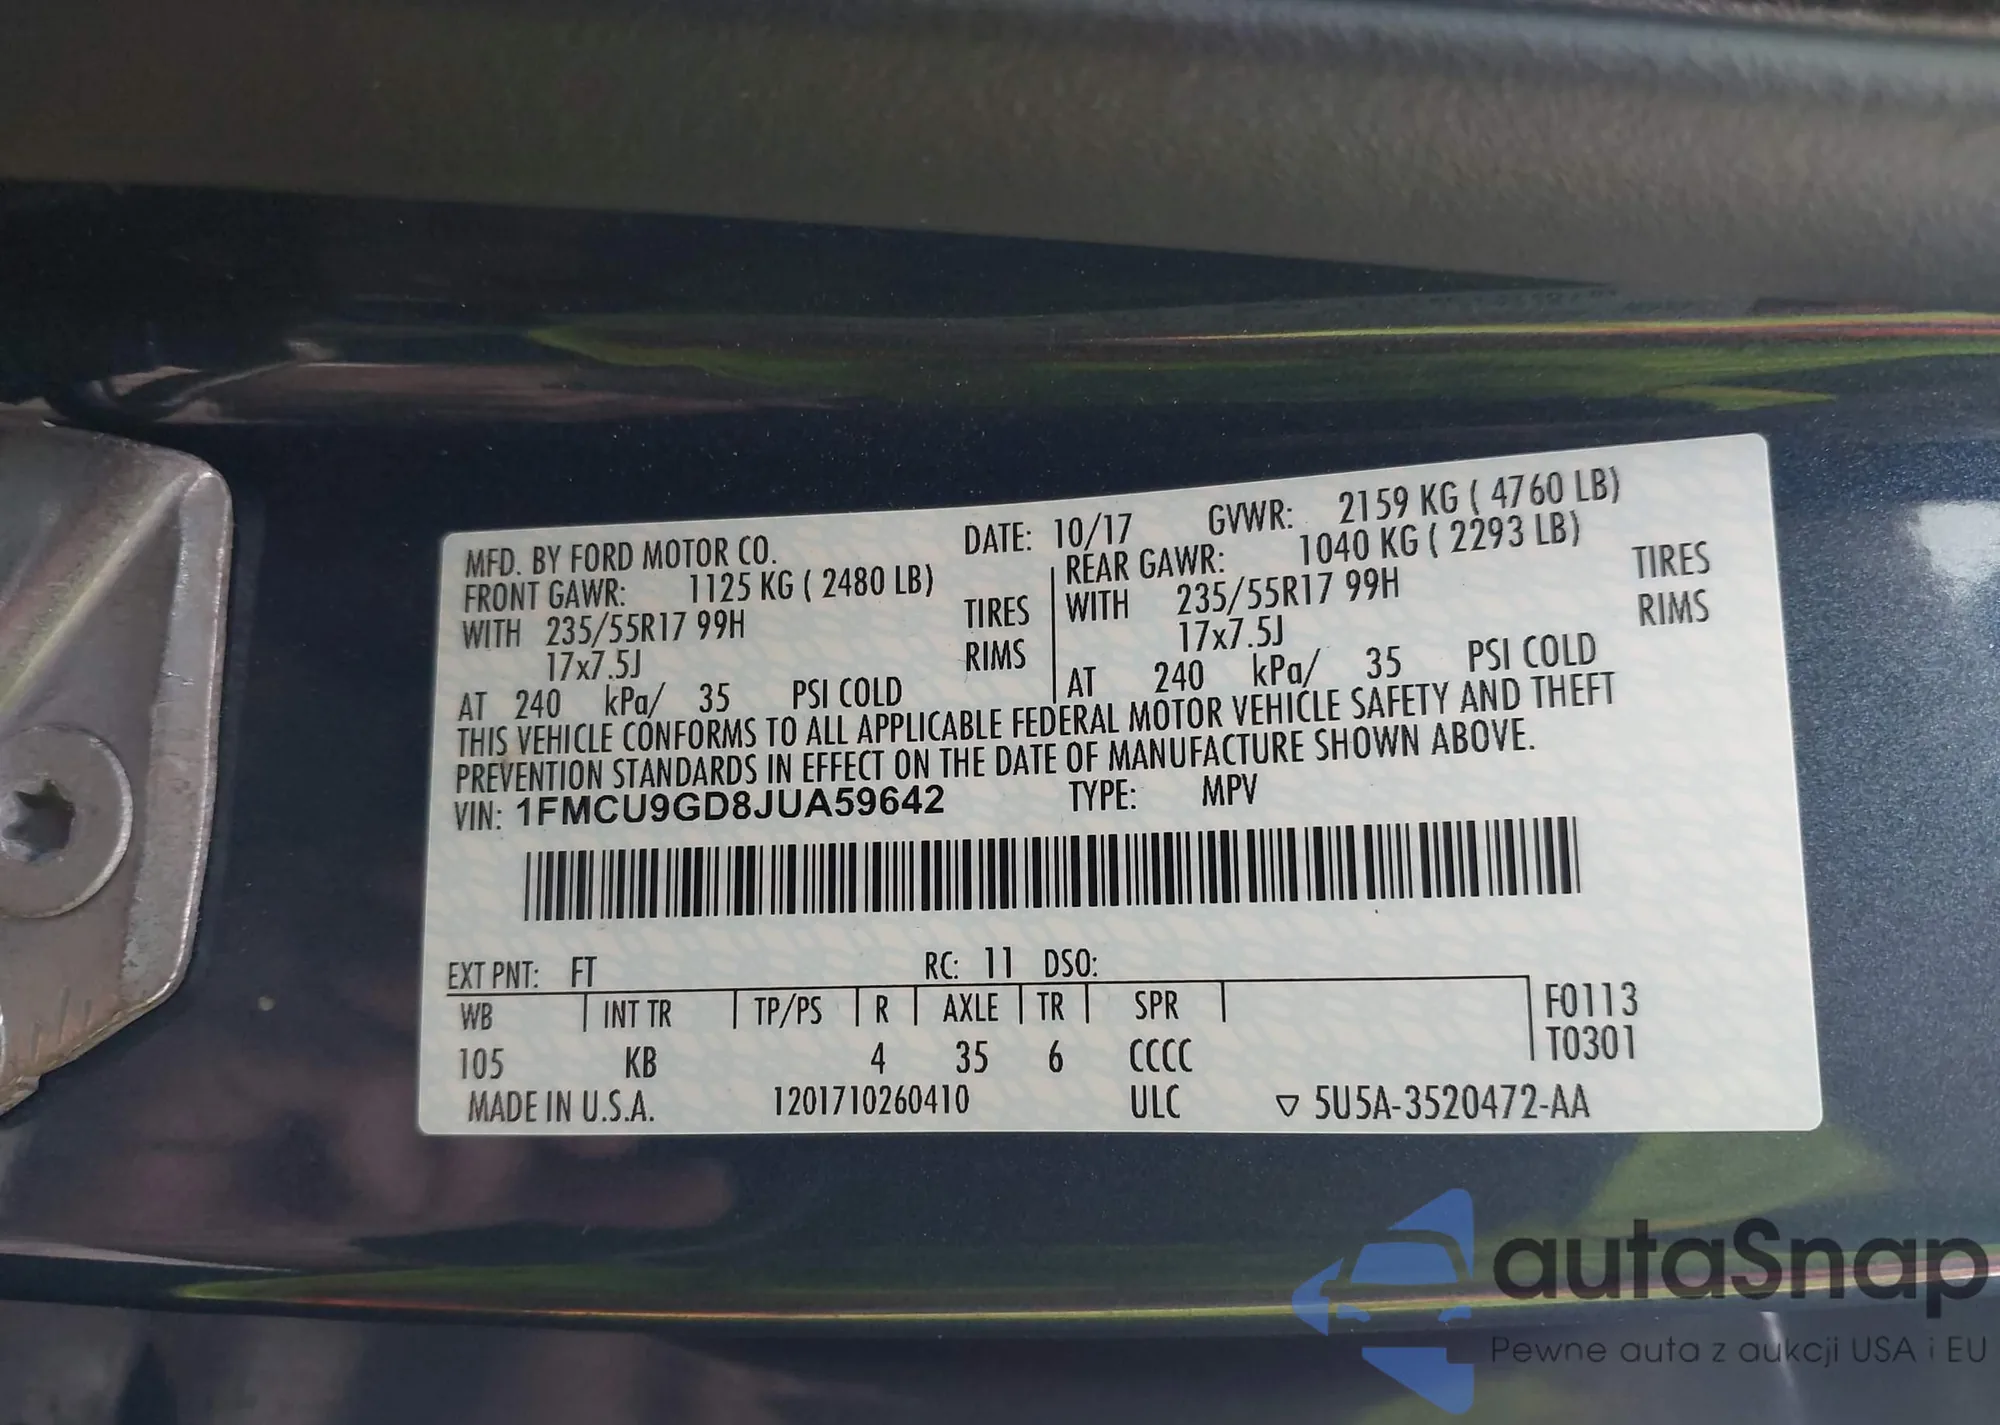 MFD. BY FORD MOTOR CO. DATE: 10/17 GVWR: 2159 KG ( 4760 LB)
FRONT GAWR: 1125 KG ( 2480 LB) REAR GAWR: 1040 KG ( 2293 LB)
WITH 235/55R17 99H TIRES WITH 235/55R17 99H TIRES
17x7.5J RIMS 17x7.5J RIMS
AT 240 kPa/ 35 PSI COLD AT 240 kPa/ 35 PSI COLD
THIS VEHICLE CONFORMS TO ALL APPLICABLE FEDERAL MOTOR VEHICLE SAFETY AND THEFT
PREVENTION STANDARDS IN EFFECT ON THE DATE OF MANUFACTURE SHOWN ABOVE.
VIN: 1FMCU9GD8JUA59642 TYPE: MPV
EXT PNT: FT RC: 11 DSO:
WB INT TR TP/PS R AXLE TR SPR F0113
T0301
105 KB 4 35 6 CCCC
MADE IN U.S.A. 1201710260410 ULC ▽ 5U5A-3520472-AA
autaSnap
Pewne auta z aukcji USA i EU